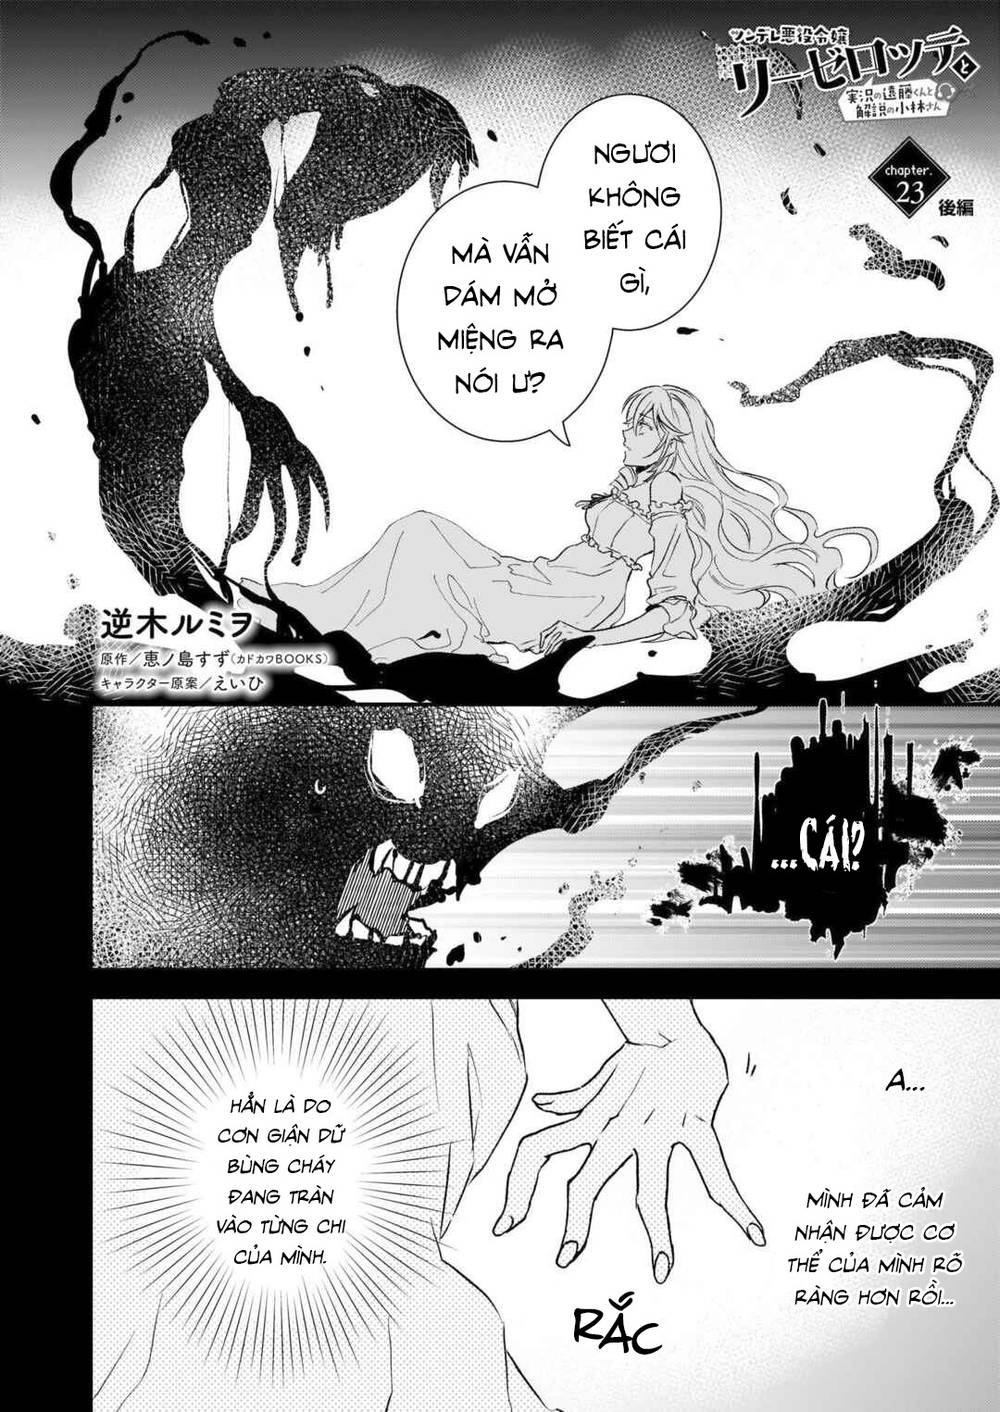 ツンデレ悪役令嬢
リーゼロッテと
実況の遠藤くんと
解説の小林さん
chapter.
23
後編
NGƯƠI
KHÔNG
BIẾT CÁI
GÌ,
MÀ VẪN
DÁM MỞ
MIỆNG RA
NÓI Ư?
逆木ルミヲ
原作/恵ノ島すず(カドカワBOOKS)
キャラクター原案/えいひ
...CÁI?
A...
MÌNH ĐÃ CẢM
NHẬN ĐƯỢC CƠ
THỂ CỦA MÌNH RÕ
RÀNG HƠN RỒI...
HẲN LÀ DO
CƠN GIẬN DỮ
BÙNG CHÁY
ĐANG TRÀN
VÀO TỪNG CHI
CỦA MÌNH.
RẮC